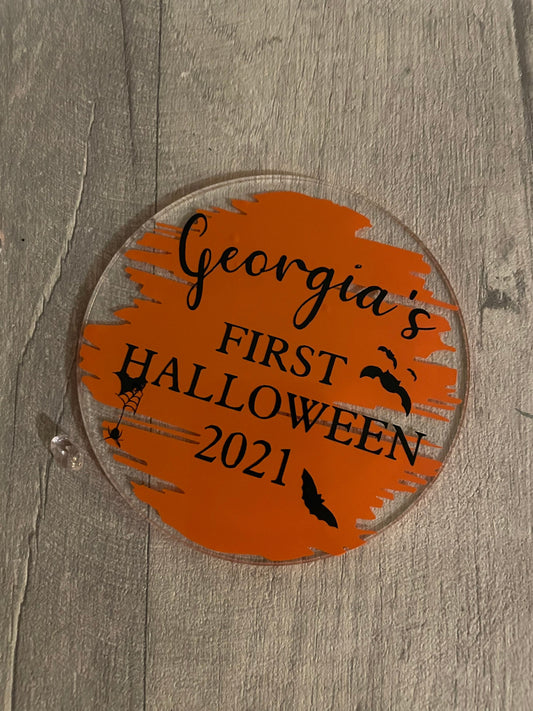 Georgia's
FIRST
HALLOWEEN
2021